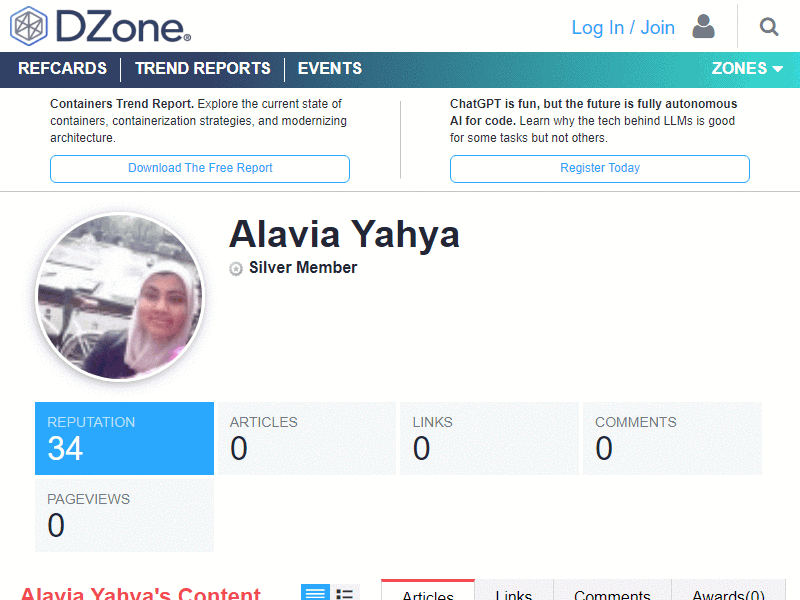 DZone®
Log In / Join
REFCARDS
TREND REPORTS
EVENTS
ZONES
Containers Trend Report. Explore the current state of
containers, containerization strategies, and modernizing
architecture.
Download The Free Report
ChatGPT is fun, but the future is fully autonomous
AI for code. Learn why the tech behind LLMs is good
for some tasks but not others.
Register Today
Alavia Yahya
Silver Member
REPUTATION
34
ARTICLES
0
LINKS
0
COMMENTS
0
PAGEVIEWS
0
Alavia Yahya's Content
Articles
Links
Comments
Awards(0)